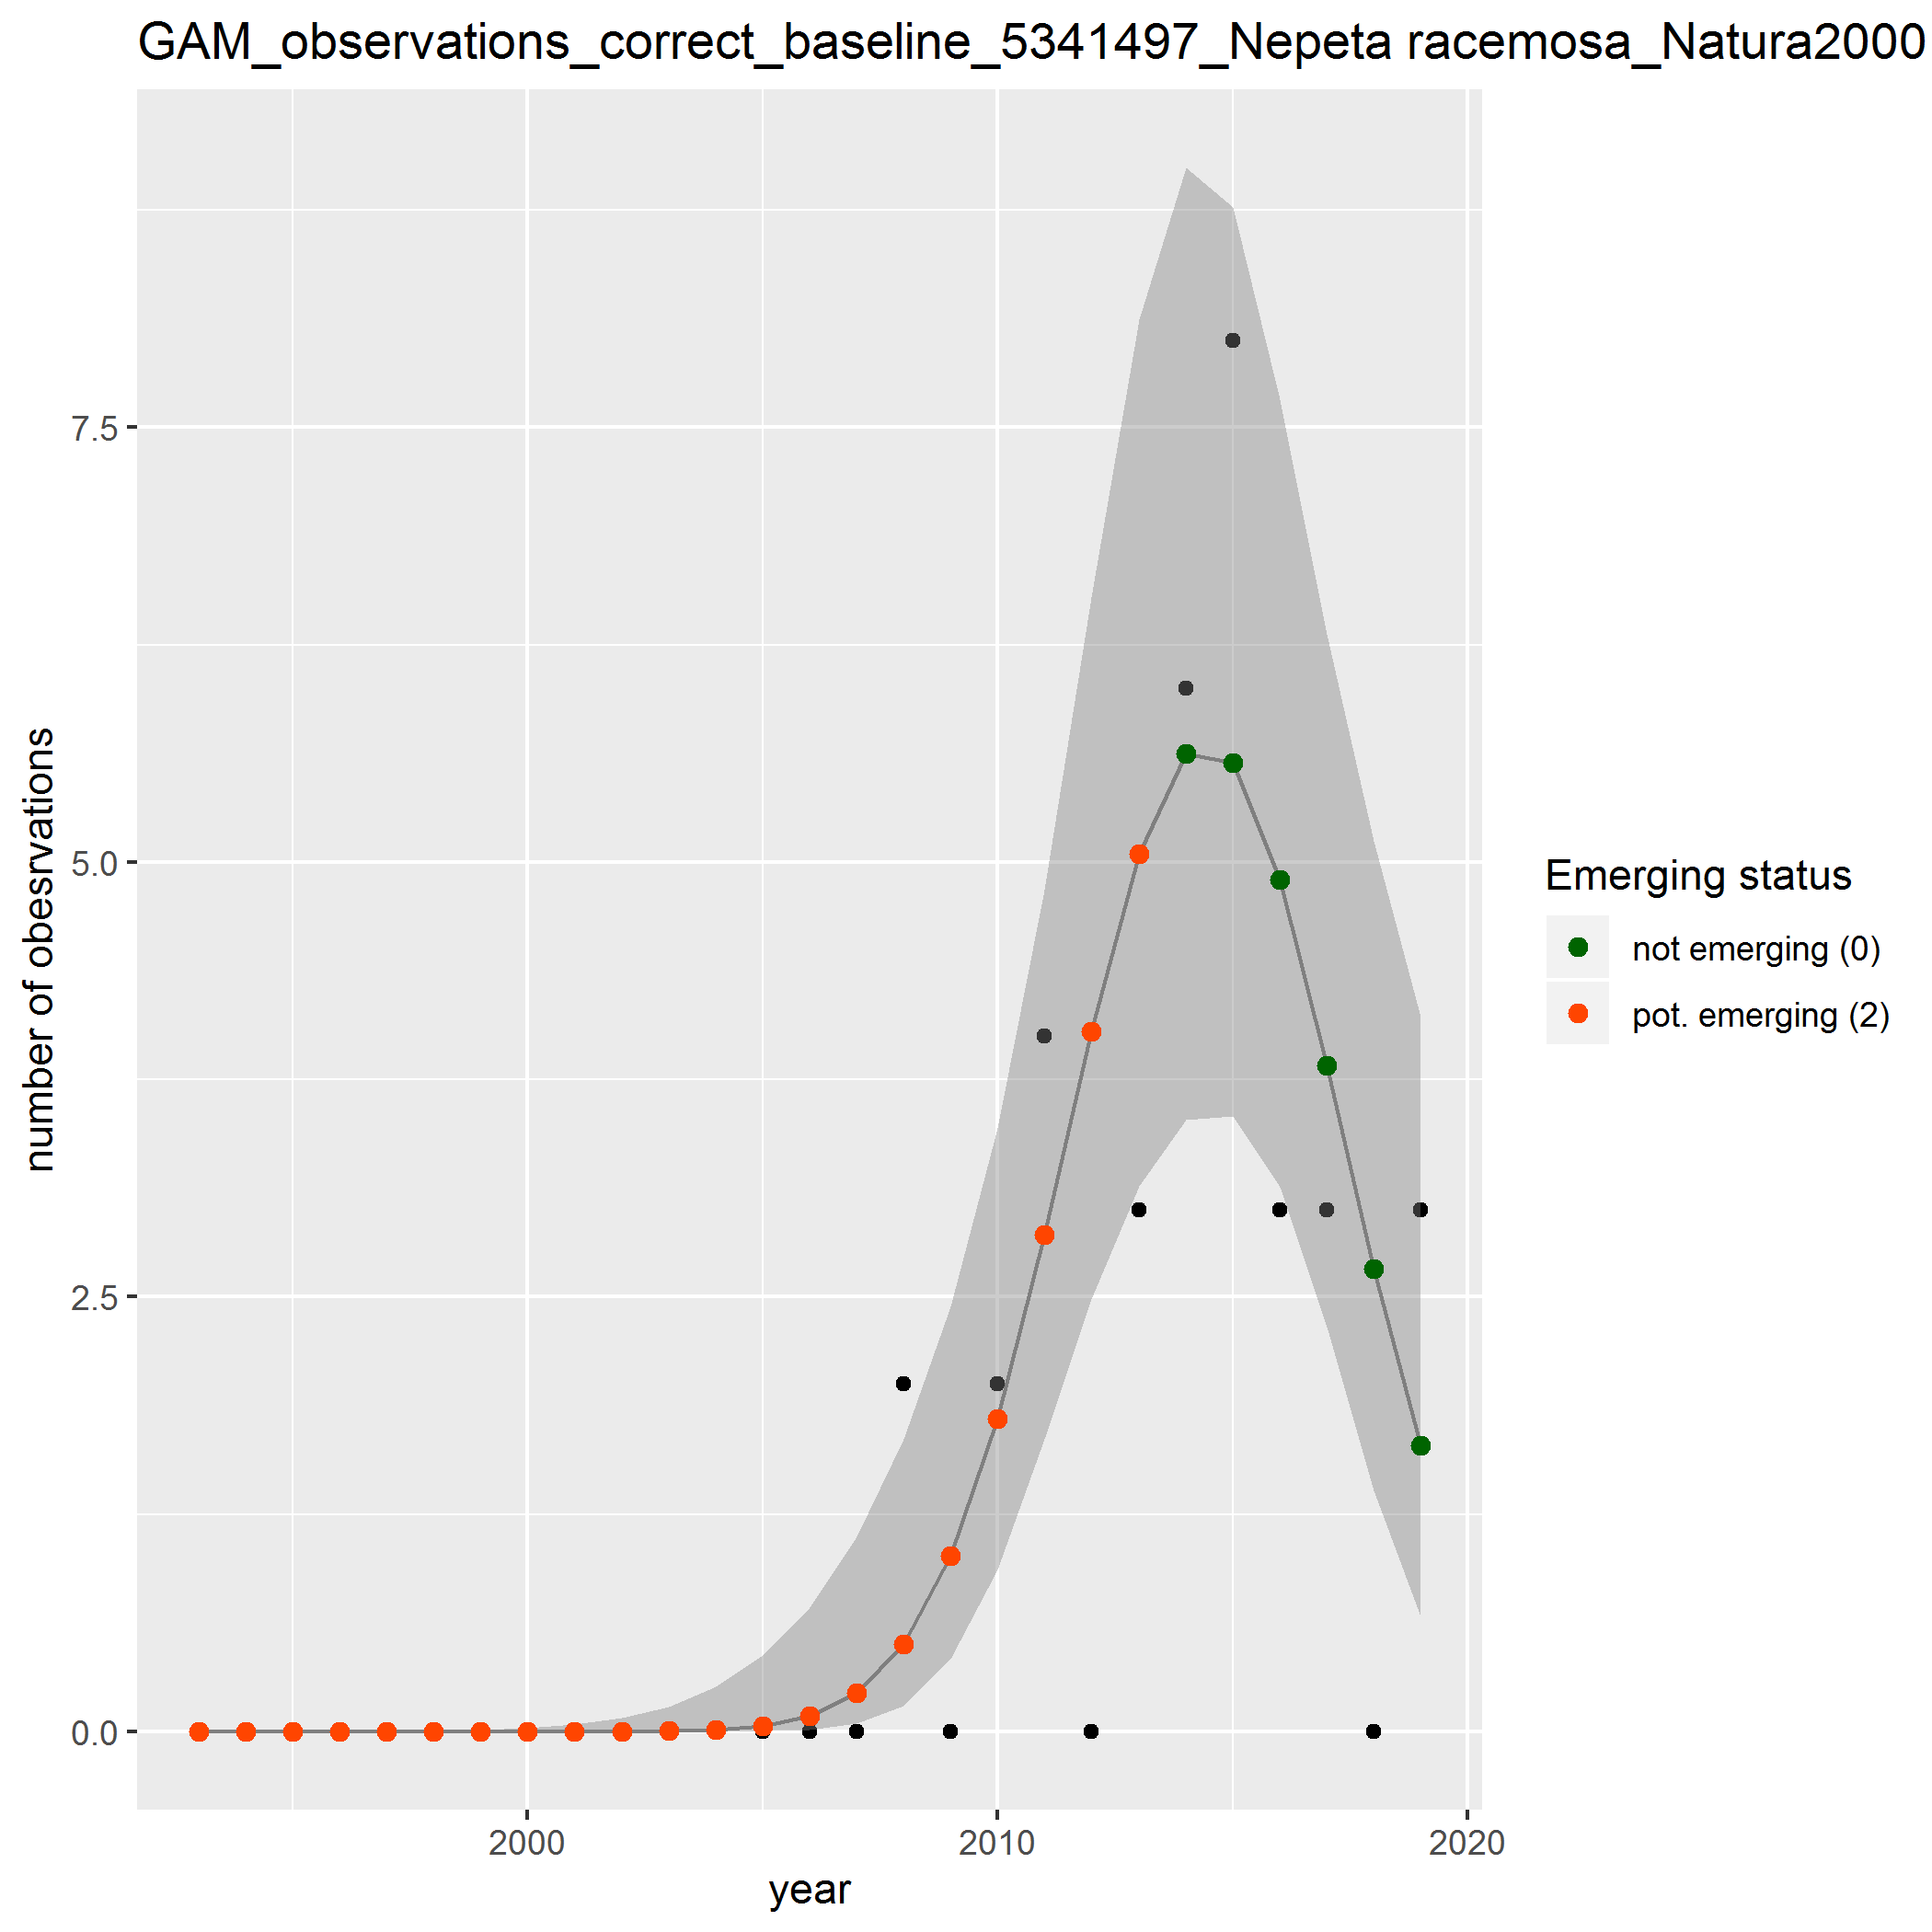 GAM_observations_correct_baseline_5341497_Nepeta racemosa_Natura2000
number of obesrvations
7.5
5.0
2.5
0.0
2000
2010
2020
year
Emerging status
not emerging (0)
pot. emerging (2)